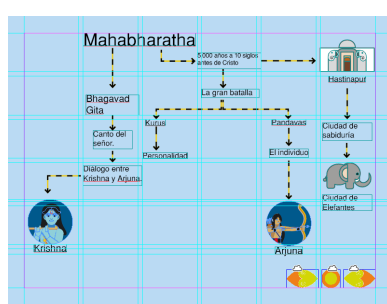 Mahabharatha
5.000 años a 10 siglos
antes de Cristo
Hastinapur
Bhagavad
Gita
La gran batalla
Kurus
Pandavas
Ciudad de
sabiduría
Canto del
señor.
Personalidad
El individuo
Diálogo entre
Krishna y Arjuna.
Ciudad de
Elefantes
Krishna
Arjuna